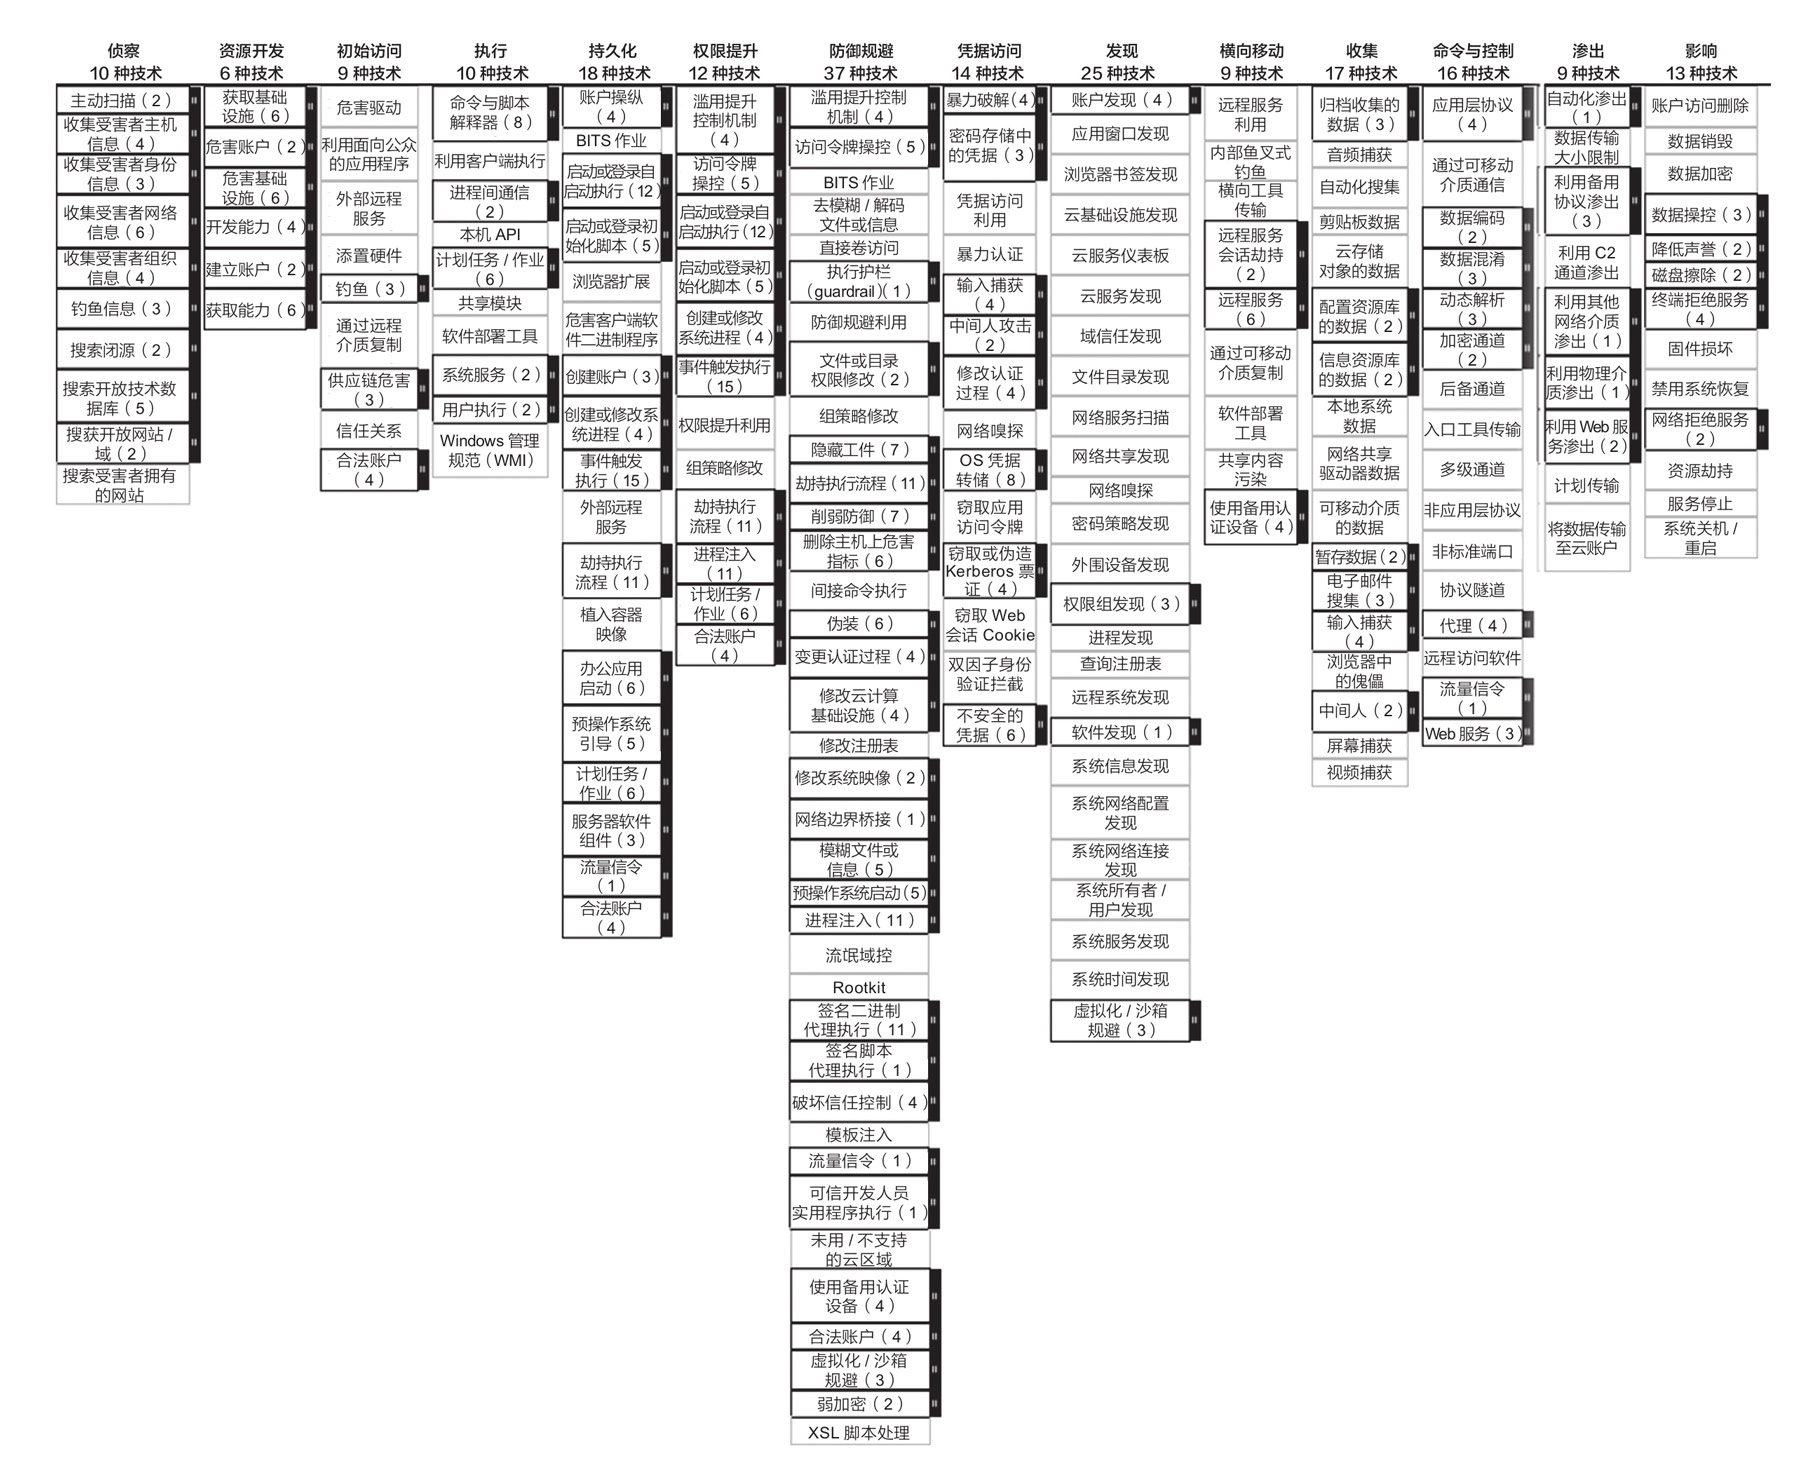 侦察
10 种技术
主动扫描（2）
收集受害者主机
信息（4）
收集受害者身份
信息（3）
收集受害者网络
信息（6）
收集受害者组织
信息（4）
钓鱼信息（3）
搜索闭源（2）
搜索开放技术数
据库（5）
搜获开放网站 /
域（2）
搜索受害者拥有
的网站
资源开发
6 种技术
获取基础
设施（6）
危害账户（2）
危害基础
设施（6）
开发能力（4）
建立账户（2）
获取能力（6）
初始访问
9 种技术
危害驱动
利用面向公众
的应用程序
外部远程
服务
添置硬件
钓鱼（3）
通过远程
介质复制
供应链危害
（3）
信任关系
合法账户
（4）
执行
10 种技术
命令与脚本
解释器（8）
利用客户端执行
进程间通信
（2）
本机 API
计划任务 / 作业
（6）
共享模块
软件部署工具
系统服务（2）
用户执行（2）
Windows 管理
规范（WMI）
持久化
18 种技术
账户操纵
（4）
BITS 作业
启动或登录自
启动执行（12）
启动或登录初
始化脚本（5）
浏览器扩展
危害客户端软
件二进制程序
创建账户（3）
创建或修改系
统进程（4）
事件触发
执行（15）
外部远程
服务
劫持执行
流程（11）
植入容器
映像
办公应用
启动（6）
预操作系统
引导（5）
计划任务 /
作业（6）
服务器软件
组件（3）
流量信令
（1）
合法账户
（4）
权限提升
12 种技术
滥用提升
控制机制
（4）
访问令牌
操控（5）
启动或登录自
启动执行（12）
启动或登录初
始化脚本（5）
创建或修改
系统进程（4）
事件触发执行
（15）
权限提升利用
组策略修改
劫持执行
流程（11）
进程注入
（11）
计划任务 /
作业（6）
合法账户
（4）
防御规避
37 种技术
滥用提升控制
机制（4）
访问令牌操控（5）
BITS 作业
去模糊 / 解码
文件或信息
直接卷访问
执行护栏
（guardrail）（1）
防御规避利用
文件或目录
权限修改（2）
组策略修改
隐藏工件（7）
劫持执行流程（11）
削弱防御（7）
删除主机上危害
指标（6）
间接命令执行
伪装（6）
变更认证过程（4）
修改云计算
基础设施（4）
修改注册表
修改系统映像（2）
网络边界桥接（1）
模糊文件或
信息（5）
预操作系统启动（5）
进程注入（11）
流氓域控
Rootkit
签名二进制
代理执行（11）
签名脚本
代理执行（1）
破坏信任控制（4）
模板注入
流量信令（1）
可信开发人员
实用程序执行（1）
未用 / 不支持
的云区域
使用备用认证
设备（4）
合法账户（4）
虚拟化 / 沙箱
规避（3）
弱加密（2）
XSL 脚本处理
凭据访问
14 种技术
暴力破解（4）
密码存储中
的凭据（3）
凭据访问
利用
暴力认证
输入捕获
（4）
中间人攻击
（2）
修改认证
过程（4）
网络嗅探
OS 凭据
转储（8）
窃取应用
访问令牌
窃取或伪造
Kerberos 票
证（4）
窃取 Web
会话 Cookie
双因子身份
验证拦截
不安全的
凭据（6）
发现
25 种技术
账户发现（4）
应用窗口发现
浏览器书签发现
云基础设施发现
云服务仪表板
云服务发现
域信任发现
文件目录发现
网络服务扫描
网络共享发现
网络嗅探
密码策略发现
外围设备发现
权限组发现（3）
进程发现
查询注册表
远程系统发现
软件发现（1）
系统信息发现
系统网络配置
发现
系统网络连接
发现
系统所有者 /
用户发现
系统服务发现
系统时间发现
虚拟化 / 沙箱
规避（3）
横向移动
9 种技术
远程服务
利用
内部鱼叉式
钓鱼
横向工具
传输
远程服务
会话劫持
（2）
远程服务
（6）
通过可移动
介质复制
软件部署
工具
共享内容
污染
使用备用认
证设备（4）
收集
17 种技术
归档收集的
数据（3）
音频捕获
自动化搜集
剪贴板数据
云存储
对象的数据
配置资源库
的数据（2）
信息资源库
的数据（2）
本地系统
数据
网络共享
驱动器数据
可移动介质
的数据
暂存数据（2）
电子邮件
搜集（3）
输入捕获
（4）
浏览器中
的傀儡
中间人（2）
屏幕捕获
视频捕获
命令与控制
16 种技术
应用层协议
（4）
通过可移动
介质通信
数据编码
（2）
数据混淆
（3）
动态解析
（3）
加密通道
（2）
后备通道
入口工具传输
多级通道
非应用层协议
非标准端口
协议隧道
代理（4）
远程访问软件
流量信令
（1）
Web 服务（3）
渗出
9 种技术
自动化渗出
（1）
数据传输
大小限制
利用备用
协议渗出
（3）
利用 C2
通道渗出
利用其他
网络介质
渗出（1）
利用物理介
质渗出（1）
利用 Web 服
务渗出（2）
计划传输
将数据传输
至云账户
影响
13 种技术
账户访问删除
数据销毁
数据加密
数据操控（3）
降低声誉（2）
磁盘擦除（2）
终端拒绝服务
（4）
固件损坏
禁用系统恢复
网络拒绝服务
（2）
资源劫持
服务停止
系统关机 /
重启